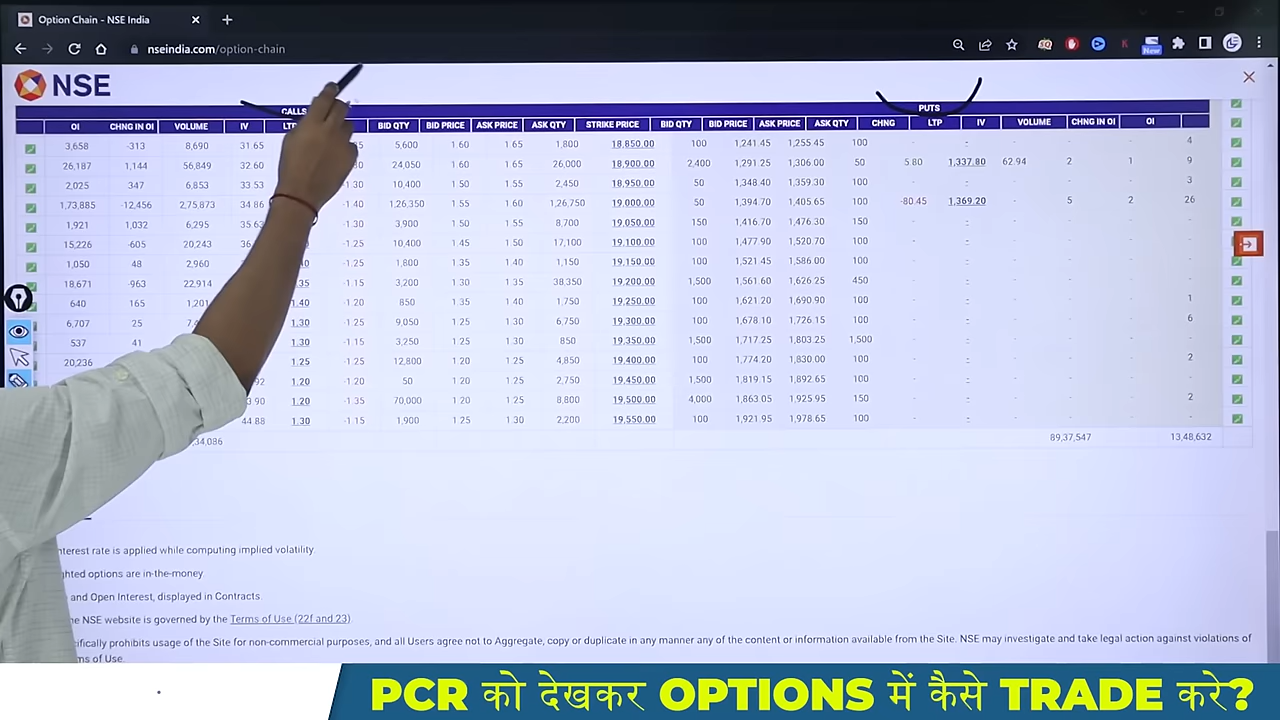 Option Chain - NSE India
nseindia.com/option-chain
New
NSE
CALLS PUTS
OI CHNG IN OI VOLUME IV LTP BID QTY BID PRICE ASK PRICE ASK QTY STRIKE PRICE BID QTY BID PRICE ASK PRICE ASK QTY CHNG LTP IV VOLUME CHNG IN OI OI
3,658 -313 8,690 31.65 5,600 1.60 1.65 1,800 18,850.00 100 1,241.45 1,255.45 100 - - - - - 4
26,187 1,144 56,849 32.60 24,050 1.60 1.65 26,000 18,900.00 2,400 1,291.25 1,306.00 50 5.80 1,337.80 62.94 2 1 9
2,025 347 6,853 33.53 -1.30 10,400 1.50 1.55 2,450 18,950.00 50 1,348.40 1,359.30 100 - - - - - 3
1,73,885 -12,456 2,75,873 34.86 -1.40 1,26,350 1.55 1.60 1,26,750 19,000.00 50 1,394.70 1,405.65 100 -80.45 1,369.20 - 5 2 26
1,921 1,032 6,295 35.63 -1.30 3,900 1.50 1.55 8,700 19,050.00 150 1,416.70 1,476.30 150 - - - - - -
15,226 -605 20,243 -1.25 10,400 1.45 1.50 17,100 19,100.00 100 1,477.90 1,520.70 100 - - - - - -
1,050 48 2,960 -1.25 1,800 1.35 1.40 1,150 19,150.00 100 1,521.45 1,586.00 100 - - - - - -
18,671 -963 22,914 -1.15 3,200 1.30 1.35 38,350 19,200.00 1,500 1,561.60 1,626.25 450 - - - - - -
640 165 1,201 1.40 -1.20 850 1.35 1.40 1,750 19,250.00 100 1,621.20 1,690.90 100 - - - - - 1
6,707 25 1.30 -1.25 9,050 1.25 1.30 6,750 19,300.00 100 1,678.10 1,726.15 100 - - - - - 6
537 41 1.30 -1.15 3,250 1.25 1.30 850 19,350.00 1,500 1,717.25 1,803.25 1,500 - - - - - -
20,236 1.25 -1.25 12,800 1.20 1.25 4,850 19,400.00 100 1,774.20 1,830.00 100 - - - - - 2
1.20 -1.20 50 1.20 1.25 2,750 19,450.00 1,500 1,819.15 1,892.65 100 - - - - - -
1.20 -1.35 70,000 1.20 1.25 8,800 19,500.00 4,000 1,863.05 1,925.95 150 - - - - - 2
44.88 1.30 -1.15 1,900 1.25 1.30 2,200 19,550.00 100 1,921.95 1,978.65 100 - - - - - -
89,37,547 13,48,632
interest rate is applied while computing implied volatility.
options are in-the-money
and Open Interest, displayed in Contracts.
NSE website is governed by the Terms of Use (22f and 23).
prohibits usage of the Site for non-commercial purposes, and all Users agree not to Aggregate, copy or duplicate in any manner any of the content or information available from the Site. NSE may investigate and take legal action against violations of
of Use.
PCR को देखकर OPTIONS में कैसे TRADE करे?